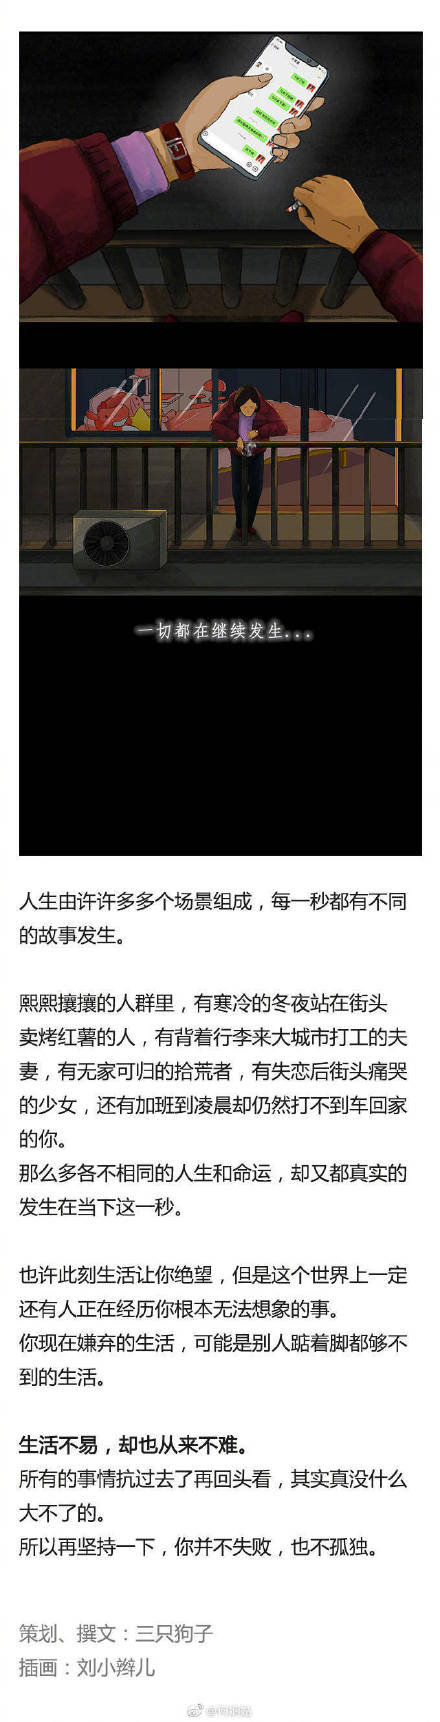 一切都在继续发生...
人生由许许多多个场景组成，每一秒都有不同
的故事发生。
熙熙攘攘的人群里，有寒冷的冬夜站在街头
卖烤红薯的人，有背着行李来大城市打工的夫
妻，有无家可归的拾荒者，有失恋后街头痛哭
的少女，还有加班到凌晨却仍然打不到车回家
的你。
那么多各不相同的人生和命运，却又都真实的
发生在当下这一秒。
也许此刻生活让你绝望，但是这个世界上一定
还有人正在经历你根本无法想象的事。
你现在嫌弃的生活，可能是别人踮着脚都够不
到的生活。
生活不易，却也从来不难。
所有的事情抗过去了再回头看，其实真没什么
大不了的。
所以再坚持一下，你并不失败，也不孤独。
策划、撰文：三只狗子
插画：刘小辫儿